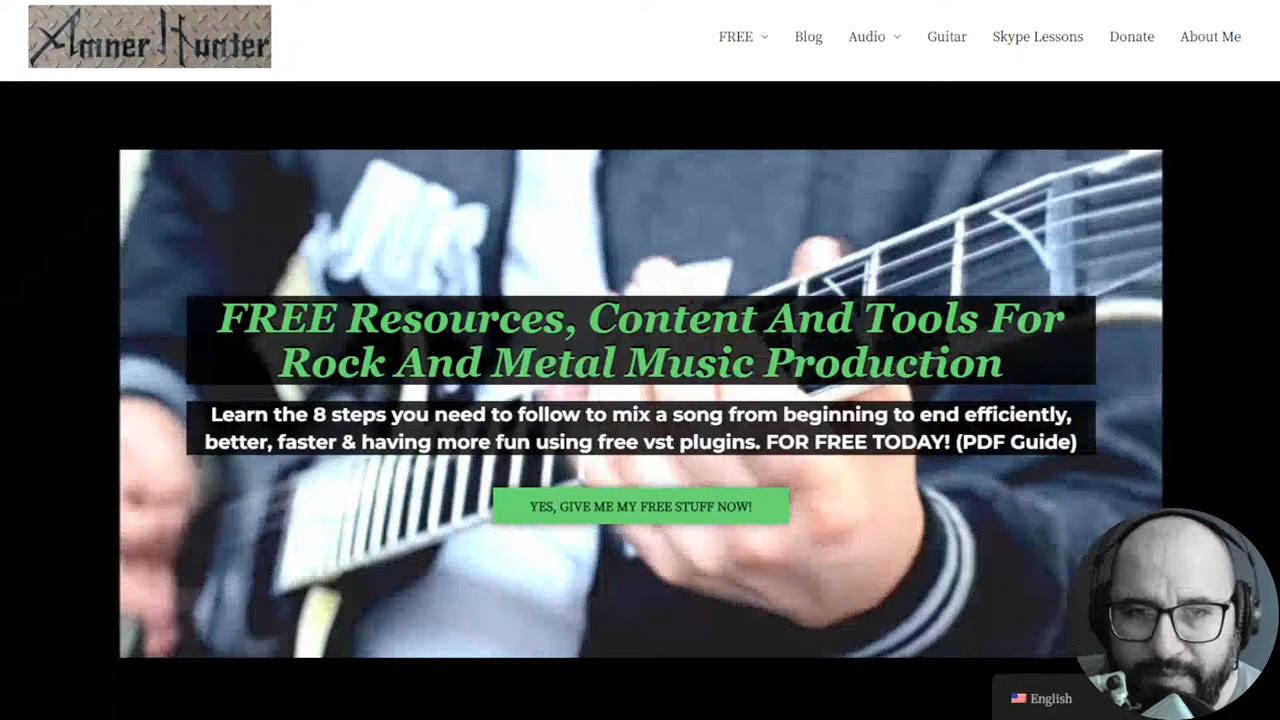 Amner Hunter
FREE Blog Audio Guitar Skype Lessons Donate About Me
FREE Resources, Content And Tools For
Rock And Metal Music Production
Learn the 8 steps you need to follow to mix a song from beginning to end efficiently,
better, faster & having more fun using free vst plugins. FOR FREE TODAY! (PDF Guide)
YES, GIVE ME MY FREE STUFF NOW!
English